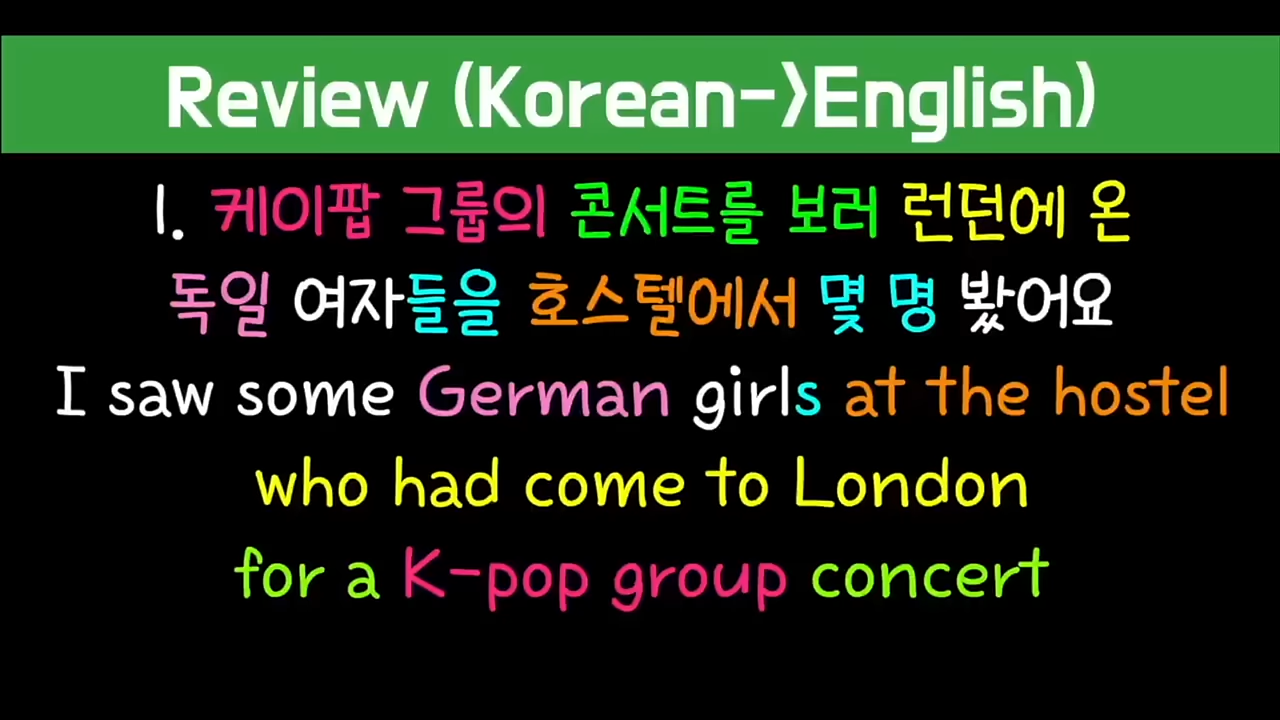 Review (Korean->English)
1. 케이팝 그룹의 콘서트를 보러 런던에 온
독일 여자들을 호스텔에서 몇 명 봤어요
I saw some German girls at the hostel
who had come to London
for a K-pop group concert